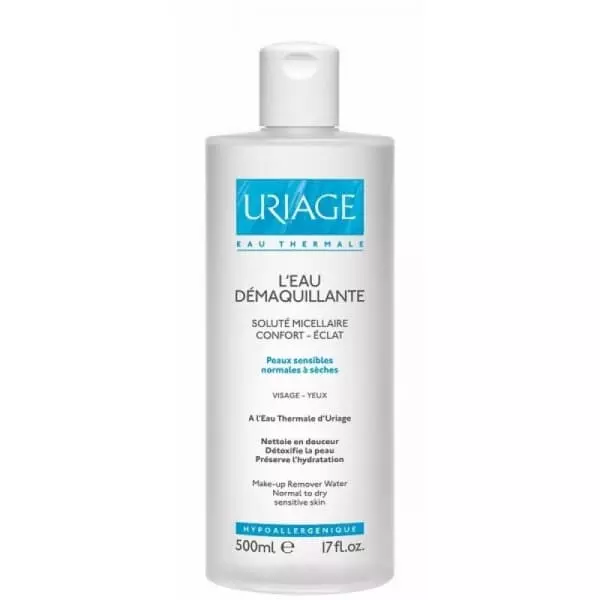 URIAGE
EAU THERMALE
L'EAU
DÉMAQUILLANTE
SOLUTÉ MICELLAIRE
CONFORT - ÉCLAT
Peaux sensibles
normales à sèches
VISAGE - YEUX
A l'Eau Thermale d'Uriage
Nettoie en douceur
Détoxifie la peau
Préserve l'hydratation
Make-up Remover Water
Normal to dry
sensitive skin
HYPOALLERGÉNIQUE
500ml e 17fl.oz.